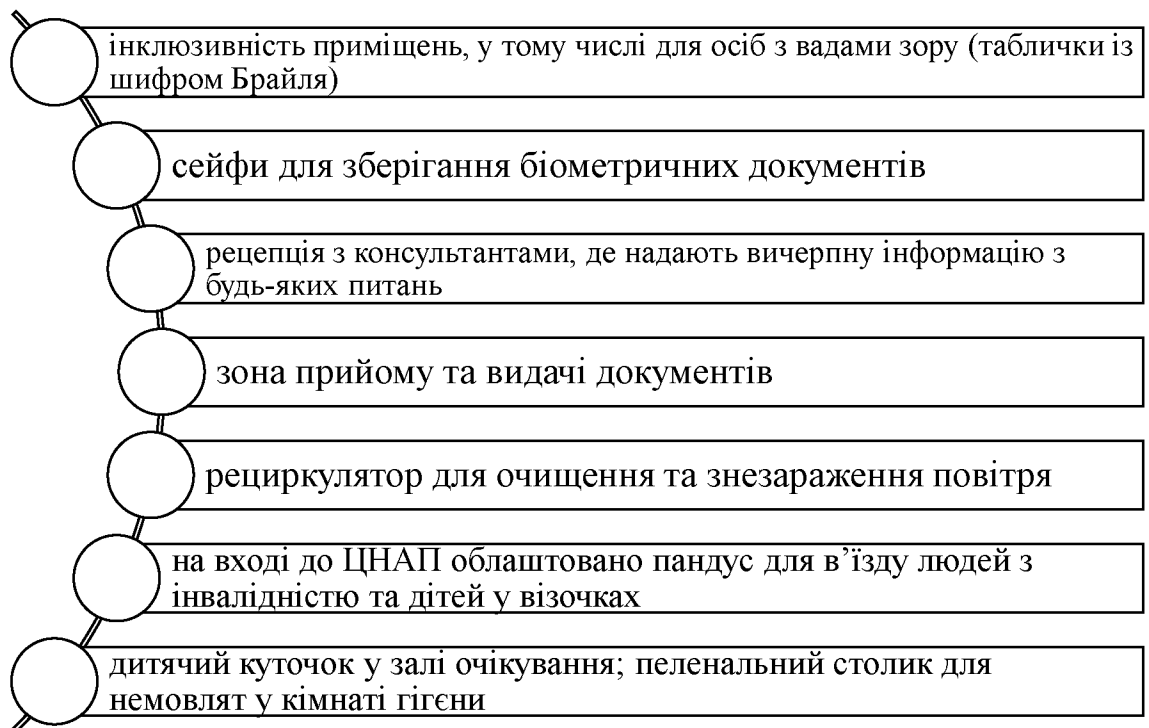 інклюзивність приміщень, у тому числі для осіб з вадами зору (таблички із
шифром Брайля)
сейфи для зберігання біометричних документів
рецепція з консультантами, де надають вичерпну інформацію з
будь-яких питань
зона прийому та видачі документів
рециркулятор для очищення та знезараження повітря
на вході до ЦНАП облаштовано пандус для в’їзду людей з
інвалідністю та дітей у візочках
дитячий куточок у залі очікування; пеленальний столик для
немовлят у кімнаті гігєни